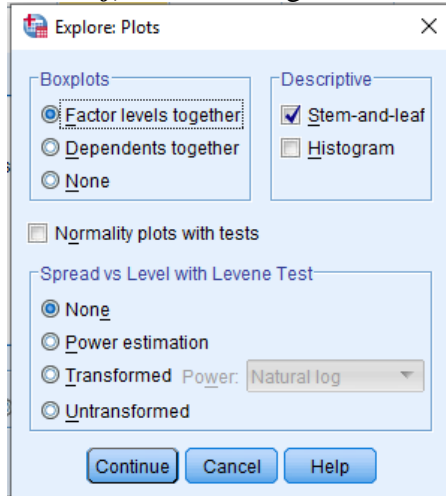 Explore: Plots
Boxplots
Factor levels together
Dependents together
None
Descriptive
Stem-and-leaf
Histogram
Normality plots with tests
Spread vs Level with Levene Test
None
Power estimation
Transformed Power: Natural log
Untransformed
Continue Cancel Help